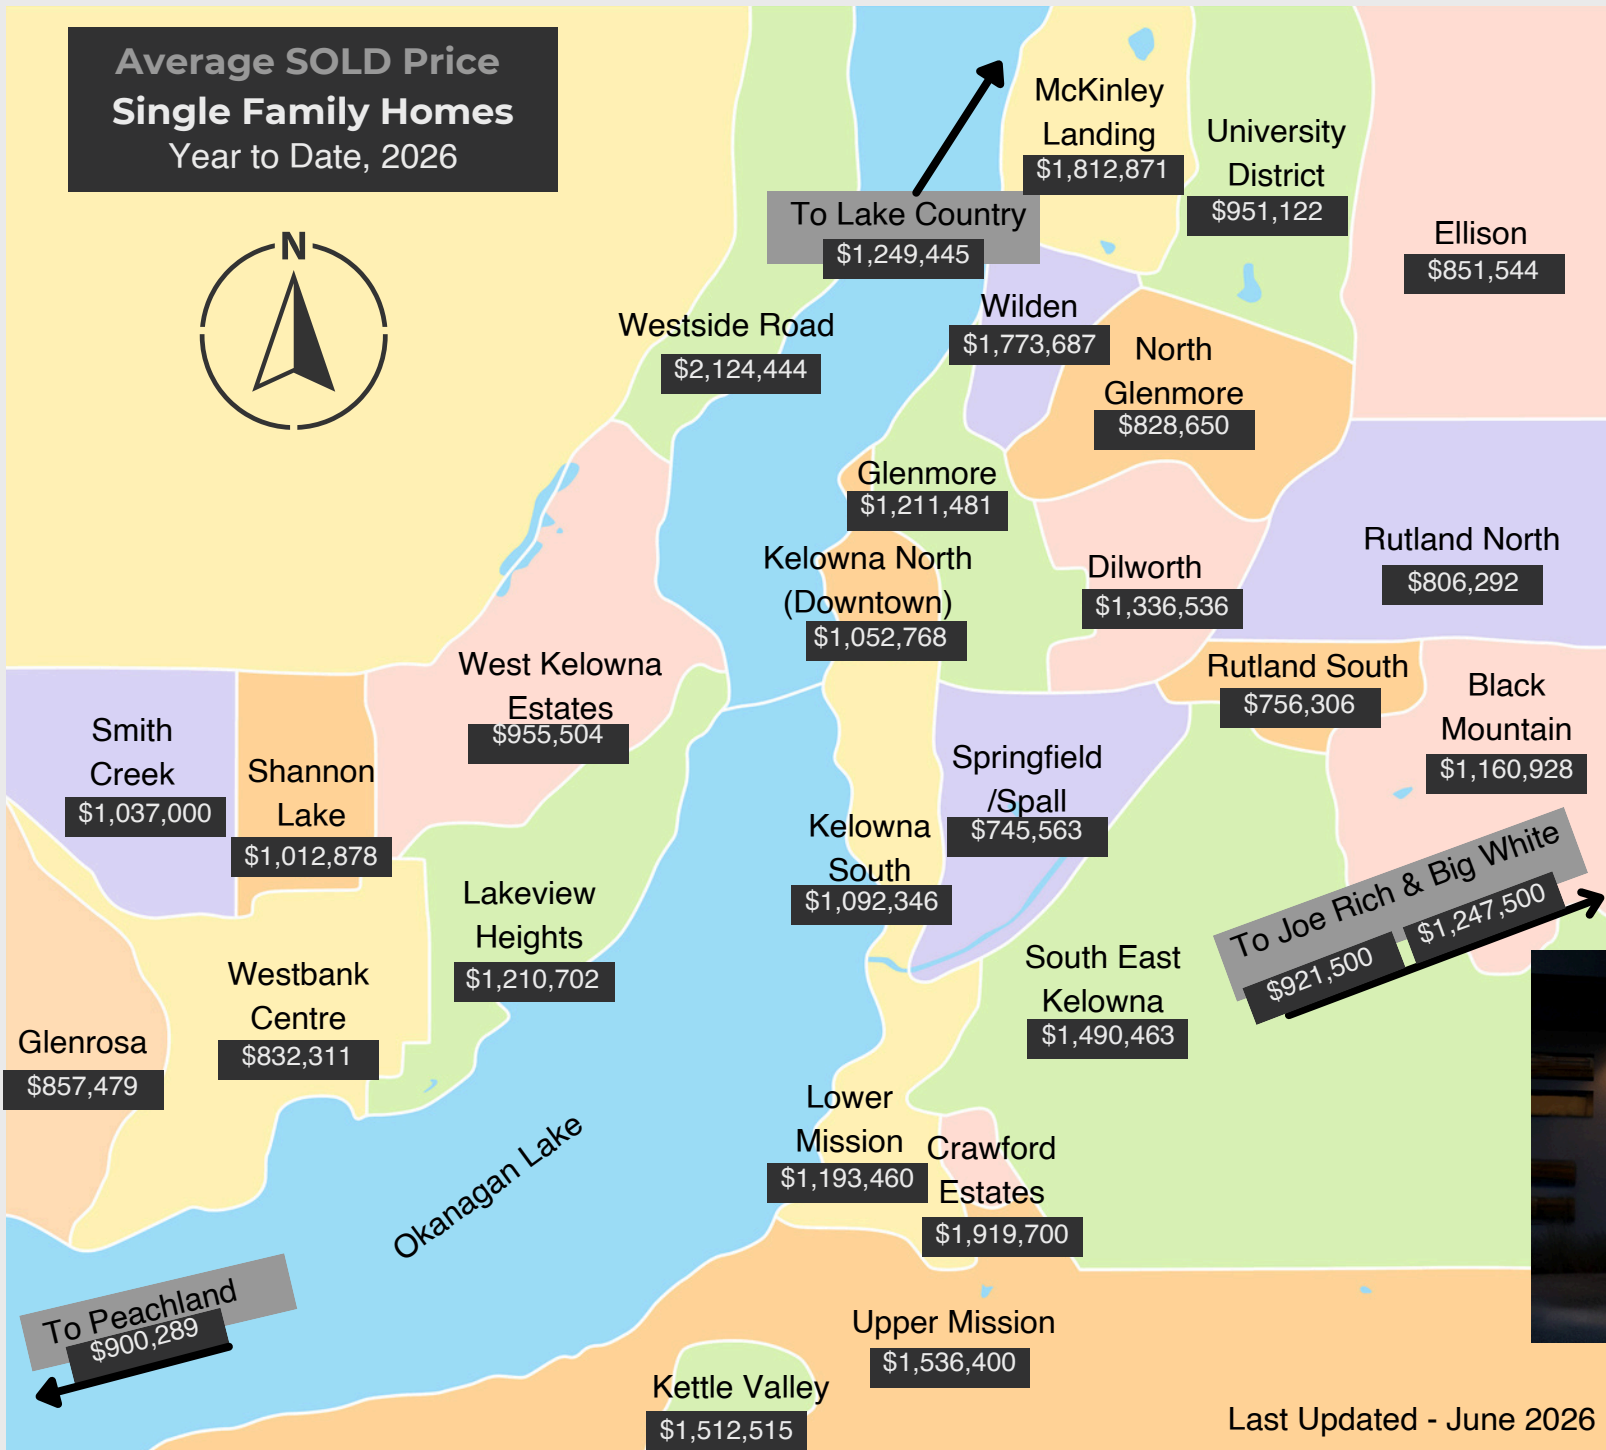 Average SOLD Price
Single Family Homes
Year to Date, 2026
N
McKinley
Landing
$1,812,871
University
District
$951,122
To Lake Country
$1,249,445
Ellison
$851,544
Westside Road
$2,124,444
Wilden
$1,773,687
North
Glenmore
$828,650
Glenmore
$1,211,481
Kelowna North
(Downtown)
$1,052,768
Dilworth
$1,336,536
Rutland North
$806,292
West Kelowna
Estates
$955,504
Rutland South
$756,306
Black
Mountain
$1,160,928
Smith
Creek
$1,037,000
Shannon
Lake
$1,012,878
Springfield
/Spall
$745,563
Kelowna
South
$1,092,346
Lakeview
Heights
$1,210,702
To Joe Rich & Big White
$921,500
$1,247,500
South East
Kelowna
$1,490,463
Westbank
Centre
$832,311
Glenrosa
$857,479
Lower
Mission
$1,193,460
Crawford
Estates
$1,919,700
Okanagan Lake
To Peachland
$900,289
Upper Mission
$1,536,400
Kettle Valley
$1,512,515
Last Updated - June 2026